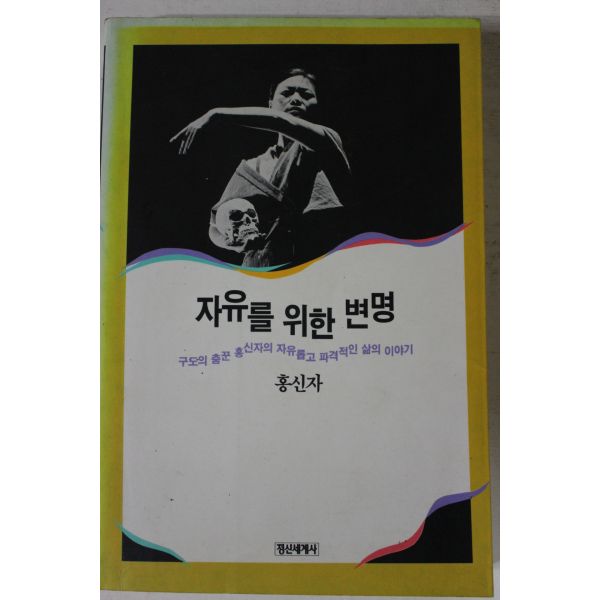 자유를 위한 변명
구도의 춤꾼 홍신자의 자유롭고 파격적인 삶의 이야기
홍신자
정신세계사